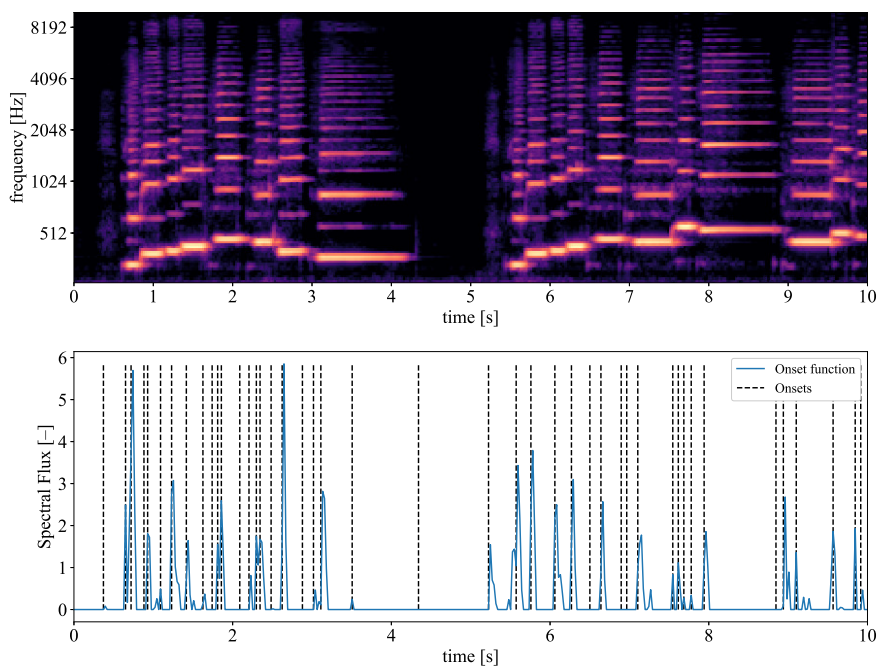 8192
4096
2048
1024
512
frequency [Hz]
0 1 2 3 4 5 6 7 8 9 10
time [s]
6
5
4
3
2
1
0
Spectral Flux [–]
Onset function
Onsets
0 2 4 6 8 10
time [s]